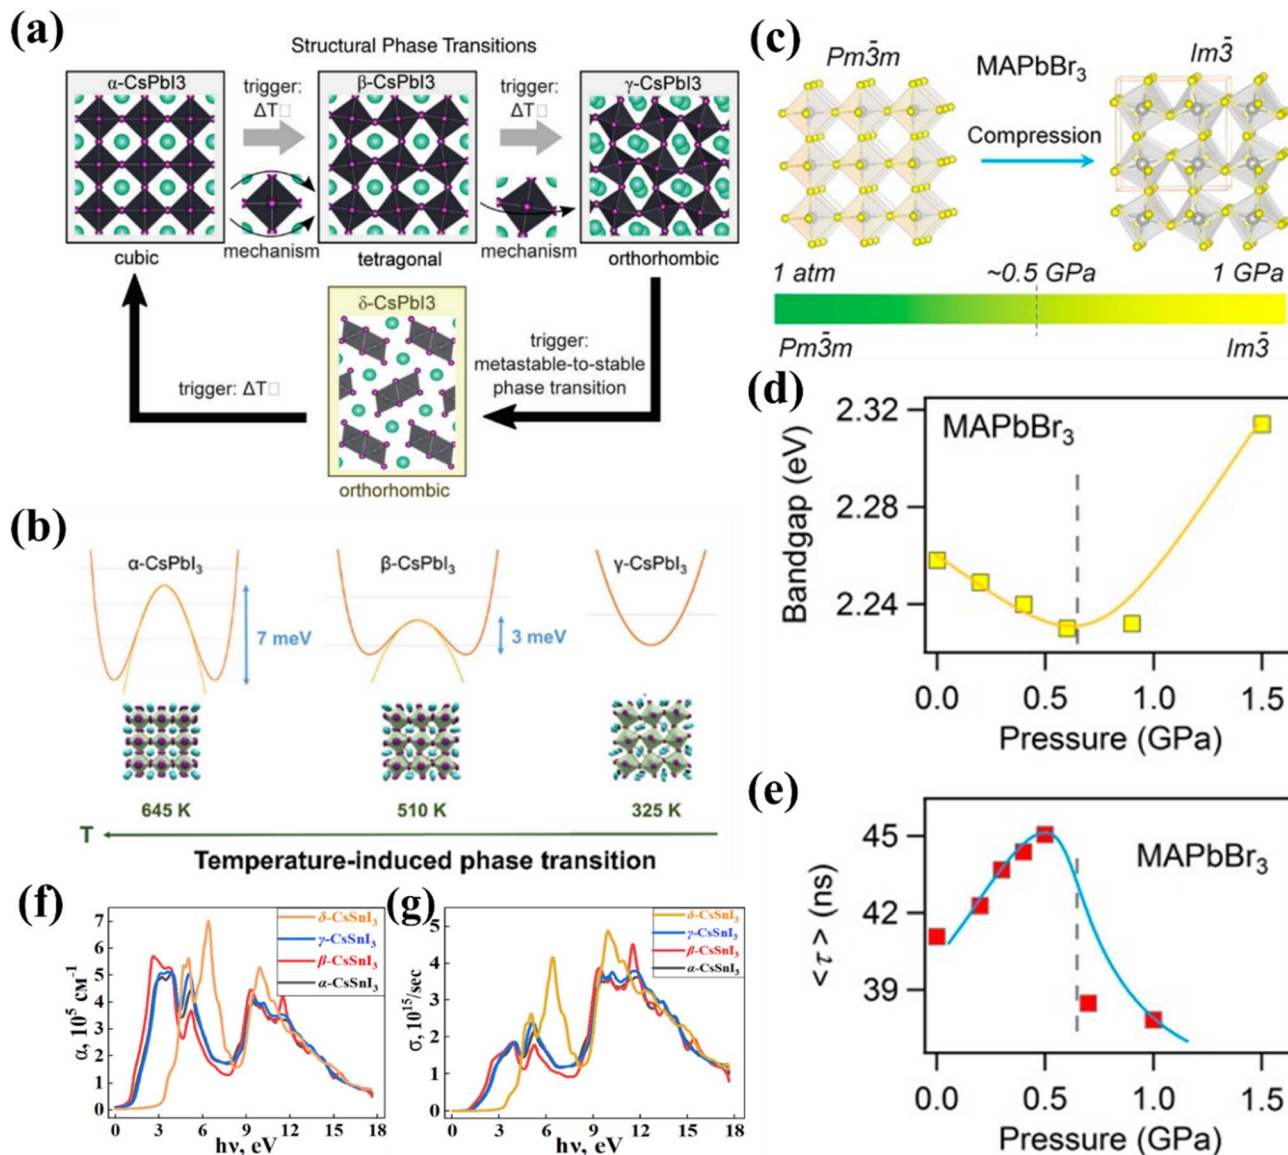 (a)
Structural Phase Transitions
α-CsPbI3
trigger:
ΔT□
β-CsPbI3
trigger:
ΔT□
γ-CsPbI3
mechanism
mechanism
cubic
tetragonal
orthorhombic
δ-CsPbI3
trigger: ΔT□
trigger:
metastable-to-stable
phase transition
orthorhombic
(b)
α-CsPbI₃
β-CsPbI₃
γ-CsPbI₃
7 meV
3 meV
645 K
510 K
325 K
T
Temperature-induced phase transition
(c)
Pm3̄m
MAPbBr₃
Im3̄
Compression
1 atm
~0.5 GPa
1 GPa
Pm3̄m
Im3̄
(d)
MAPbBr₃
Bandgap (eV)
2.32
2.28
2.24
0.0
0.5
1.0
1.5
Pressure (GPa)
(e)
MAPbBr₃
<τ> (ns)
45
42
39
0.0
0.5
1.0
1.5
Pressure (GPa)
(f)
δ-CsSnI₃
γ-CsSnI₃
β-CsSnI₃
α-CsSnI₃
α, 10⁵ см⁻¹
7
6
5
4
3
2
1
0
0
3
6
9
12
15
18
hν, eV
(g)
δ-CsSnI₃
γ-CsSnI₃
β-CsSnI₃
α-CsSnI₃
σ, 10¹⁵/sec
5
4
3
2
1
0
0
3
6
9
12
15
18
hν, eV